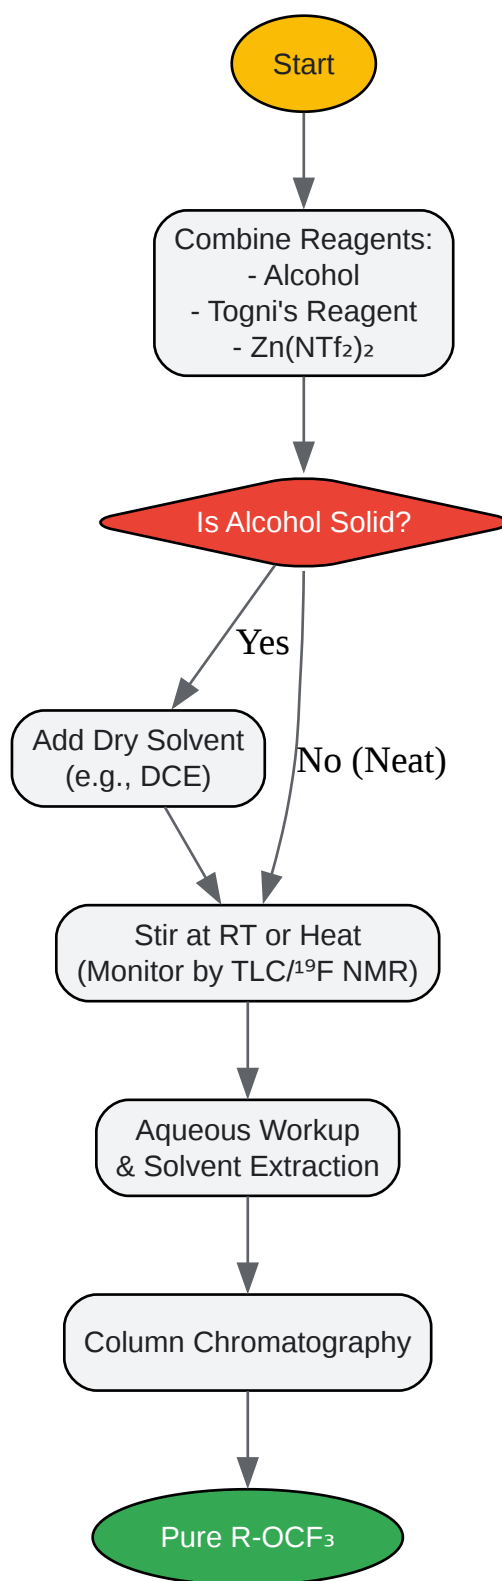 Start
Combine Reagents:
- Alcohol
- Togni's Reagent
- Zn(NTf₂)₂
Is Alcohol Solid?
Yes
Add Dry Solvent
(e.g., DCE)
No (Neat)
Stir at RT or Heat
(Monitor by TLC/¹⁹F NMR)
Aqueous Workup
& Solvent Extraction
Column Chromatography
Pure R-OCF₃